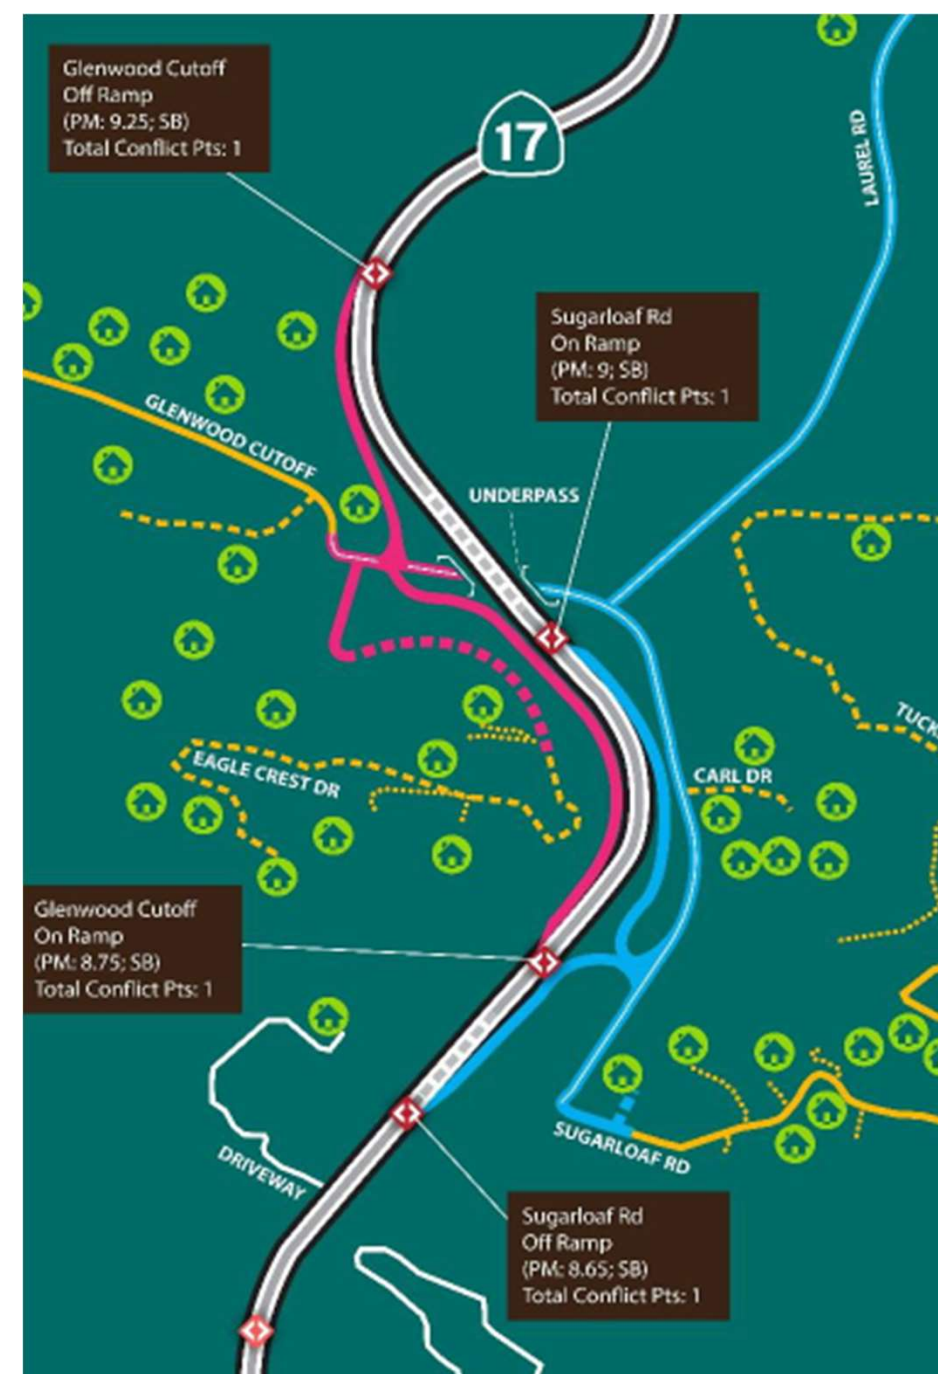 Glenwood Cutoff
Off Ramp
(PM: 9.25; SB)
Total Conflict Pts: 1
17
LAUREL RD
Sugarloaf Rd
On Ramp
(PM: 9; SB)
Total Conflict Pts: 1
GLENWOOD CUTOFF
UNDERPASS
TUCK
EAGLE CREST DR
CARL DR
Glenwood Cutoff
On Ramp
(PM: 8.75; SB)
Total Conflict Pts: 1
DRIVEWAY
SUGARLOAF RD
Sugarloaf Rd
Off Ramp
(PM: 8.65; SB)
Total Conflict Pts: 1